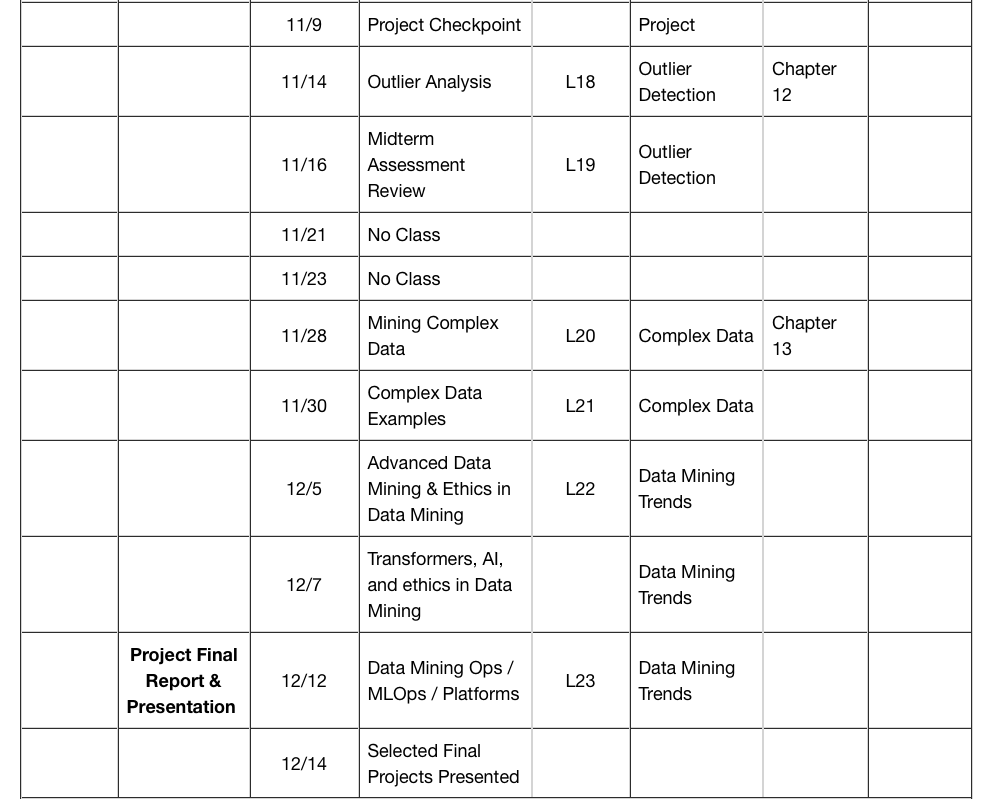 11/9 Project Checkpoint Project
11/14 Outlier Analysis L18 Outlier Detection Chapter 12
11/16 Midterm Assessment Review L19 Outlier Detection
11/21 No Class
11/23 No Class
11/28 Mining Complex Data L20 Complex Data Chapter 13
11/30 Complex Data Examples L21 Complex Data
12/5 Advanced Data Mining & Ethics in Data Mining L22 Data Mining Trends
12/7 Transformers, AI, and ethics in Data Mining Data Mining Trends
Project Final Report & Presentation 12/12 Data Mining Ops / MLOps / Platforms L23 Data Mining Trends
12/14 Selected Final Projects Presented